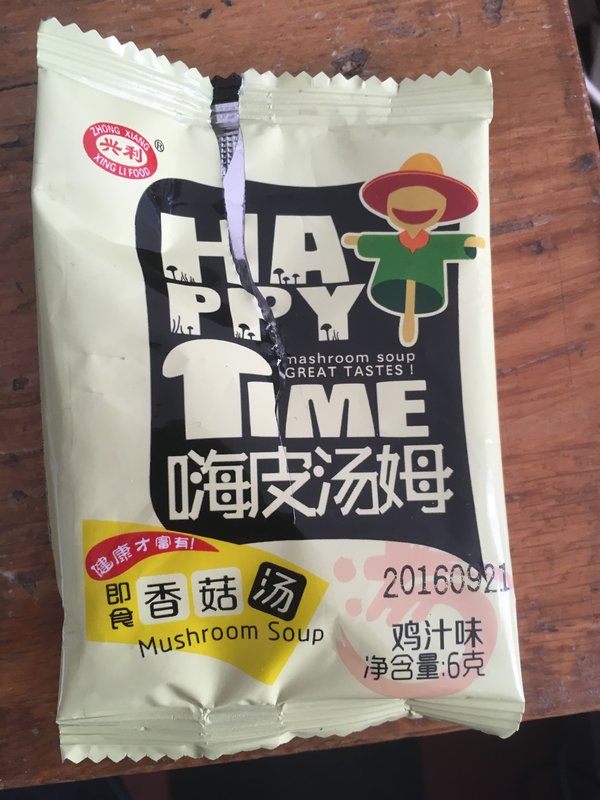 ZHONG XIANG
兴利
XING LI FOOD
®
HA
PPY
mashroom soup
GREAT TASTES !
TIME
嗨皮汤姆
健康才富有!
即食
香菇汤
Mushroom Soup
汤
20160921
鸡汁味
净含量:6克